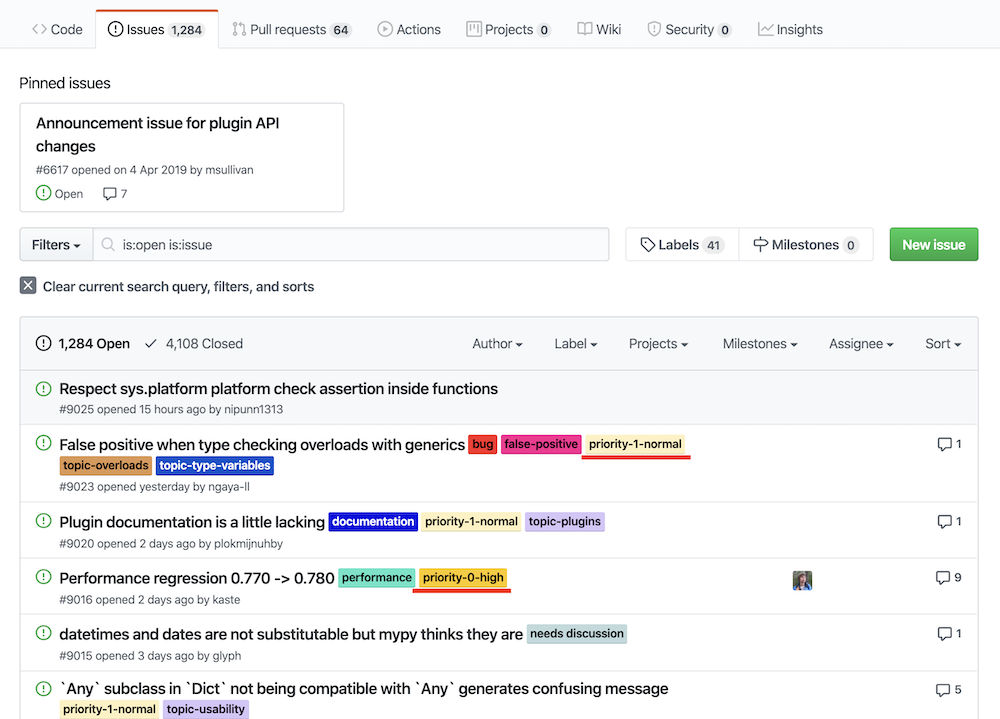 Code Issues 1,284 Pull requests 64 Actions Projects 0 Wiki Security 0 Insights
Pinned issues
Announcement issue for plugin API
changes
#6617 opened on 4 Apr 2019 by msullivan
Open 7
Filters is:open is:issue Labels 41 Milestones 0 New issue
Clear current search query, filters, and sorts
1,284 Open 4,108 Closed Author Label Projects Milestones Assignee Sort
Respect sys.platform platform check assertion inside functions
#9025 opened 15 hours ago by nipunn1313
False positive when type checking overloads with generics bug false-positive priority-1-normal 1
topic-overloads topic-type-variables
#9023 opened yesterday by ngaya-ll
Plugin documentation is a little lacking documentation priority-1-normal topic-plugins 1
#9020 opened 2 days ago by plokmijnuhby
Performance regression 0.770 -> 0.780 performance priority-0-high 9
#9016 opened 2 days ago by kaste
datetimes and dates are not substitutable but mypy thinks they are needs discussion 1
#9015 opened 3 days ago by glyph
`Any` subclass in `Dict` not being compatible with `Any` generates confusing message 5
priority-1-normal topic-usability